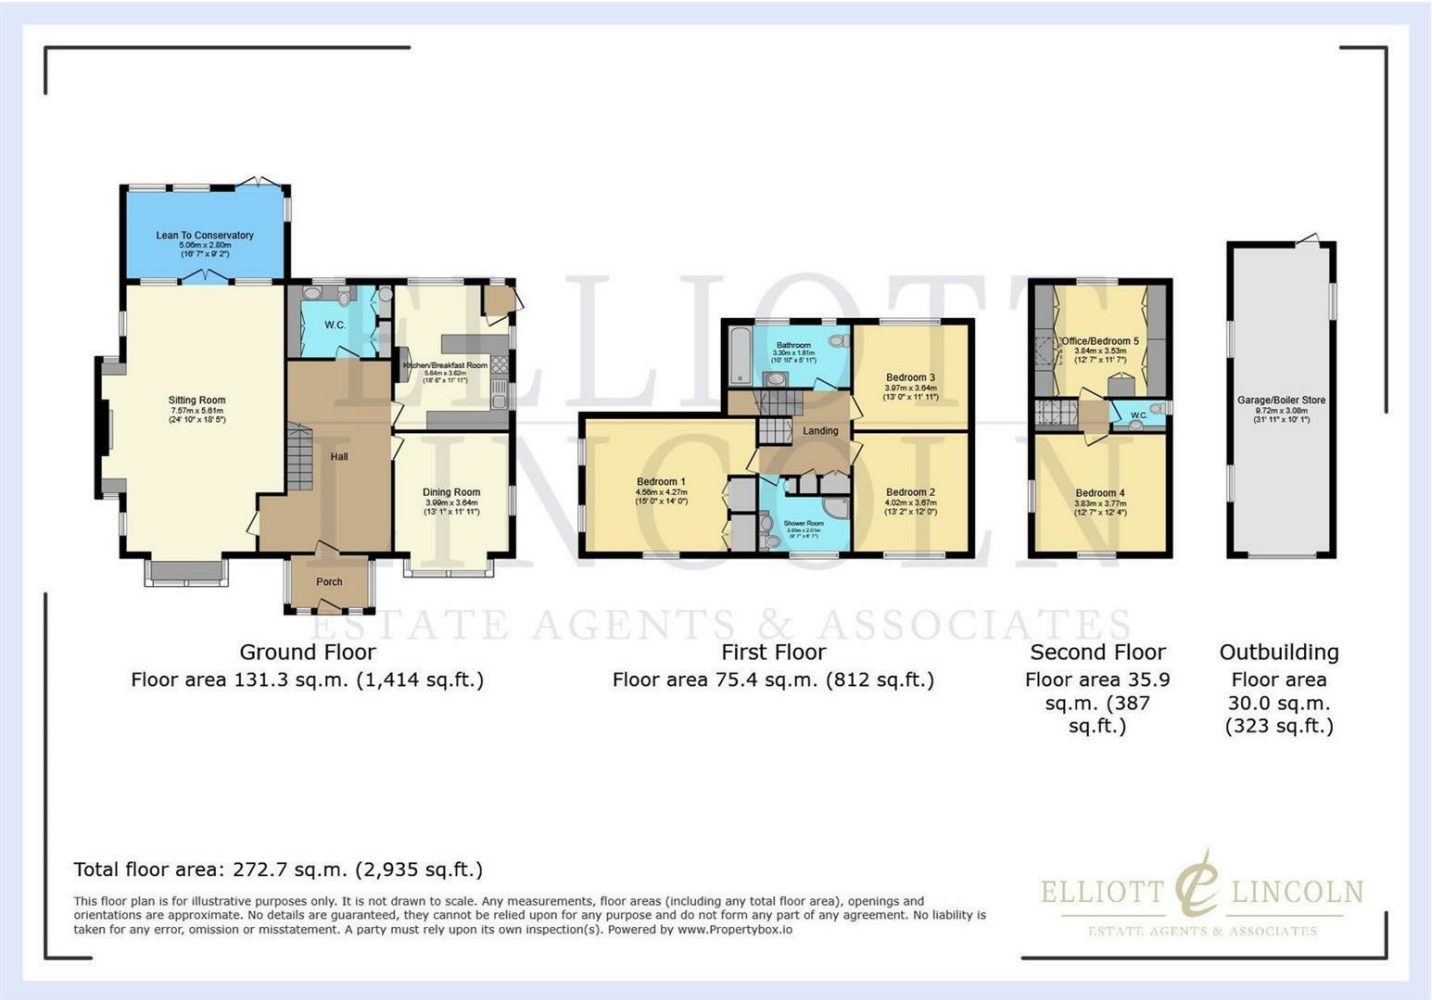 Lean To Conservatory
5.06m x 2.80m
(16' 7" x 9' 2")
W.C.
Kitchen/Breakfast Room
5.64m x 3.62m
(18' 6" x 11' 11")
Sitting Room
7.57m x 5.61m
(24' 10" x 18' 5")
Hall
Dining Room
3.99m x 3.64m
(13' 1" x 11' 11")
Porch
Ground Floor
Floor area 131.3 sq.m. (1,414 sq.ft.)
Bathroom
3.30m x 1.81m
(10' 10" x 5' 11")
Bedroom 3
3.97m x 3.64m
(13' 0" x 11' 11")
Landing
Bedroom 1
4.56m x 4.27m
(15' 0" x 14' 0")
Bedroom 2
4.02m x 3.67m
(13' 2" x 12' 0")
Shower Room
2.93m x 2.01m
(9' 7" x 6' 7")
First Floor
Floor area 75.4 sq.m. (812 sq.ft.)
Office/Bedroom 5
3.84m x 3.53m
(12' 7" x 11' 7")
W.C.
Bedroom 4
3.83m x 3.77m
(12' 7" x 12' 4")
Second Floor
Floor area 35.9
sq.m. (387
sq.ft.)
Garage/Boiler Store
9.72m x 3.08m
(31' 11" x 10' 1")
Outbuilding
Floor area
30.0 sq.m.
(323 sq.ft.)
ELLIOTT
LINCOLN
ESTATE AGENTS & ASSOCIATES
Total floor area: 272.7 sq.m. (2,935 sq.ft.)
This floor plan is for illustrative purposes only. It is not drawn to scale. Any measurements, floor areas (including any total floor area), openings and
orientations are approximate. No details are guaranteed, they cannot be relied upon for any purpose and do not form any part of any agreement. No liability is
taken for any error, omission or misstatement. A party must rely upon its own inspection(s). Powered by www.Propertybox.io
ELLIOTT LINCOLN
ESTATE AGENTS & ASSOCIATES